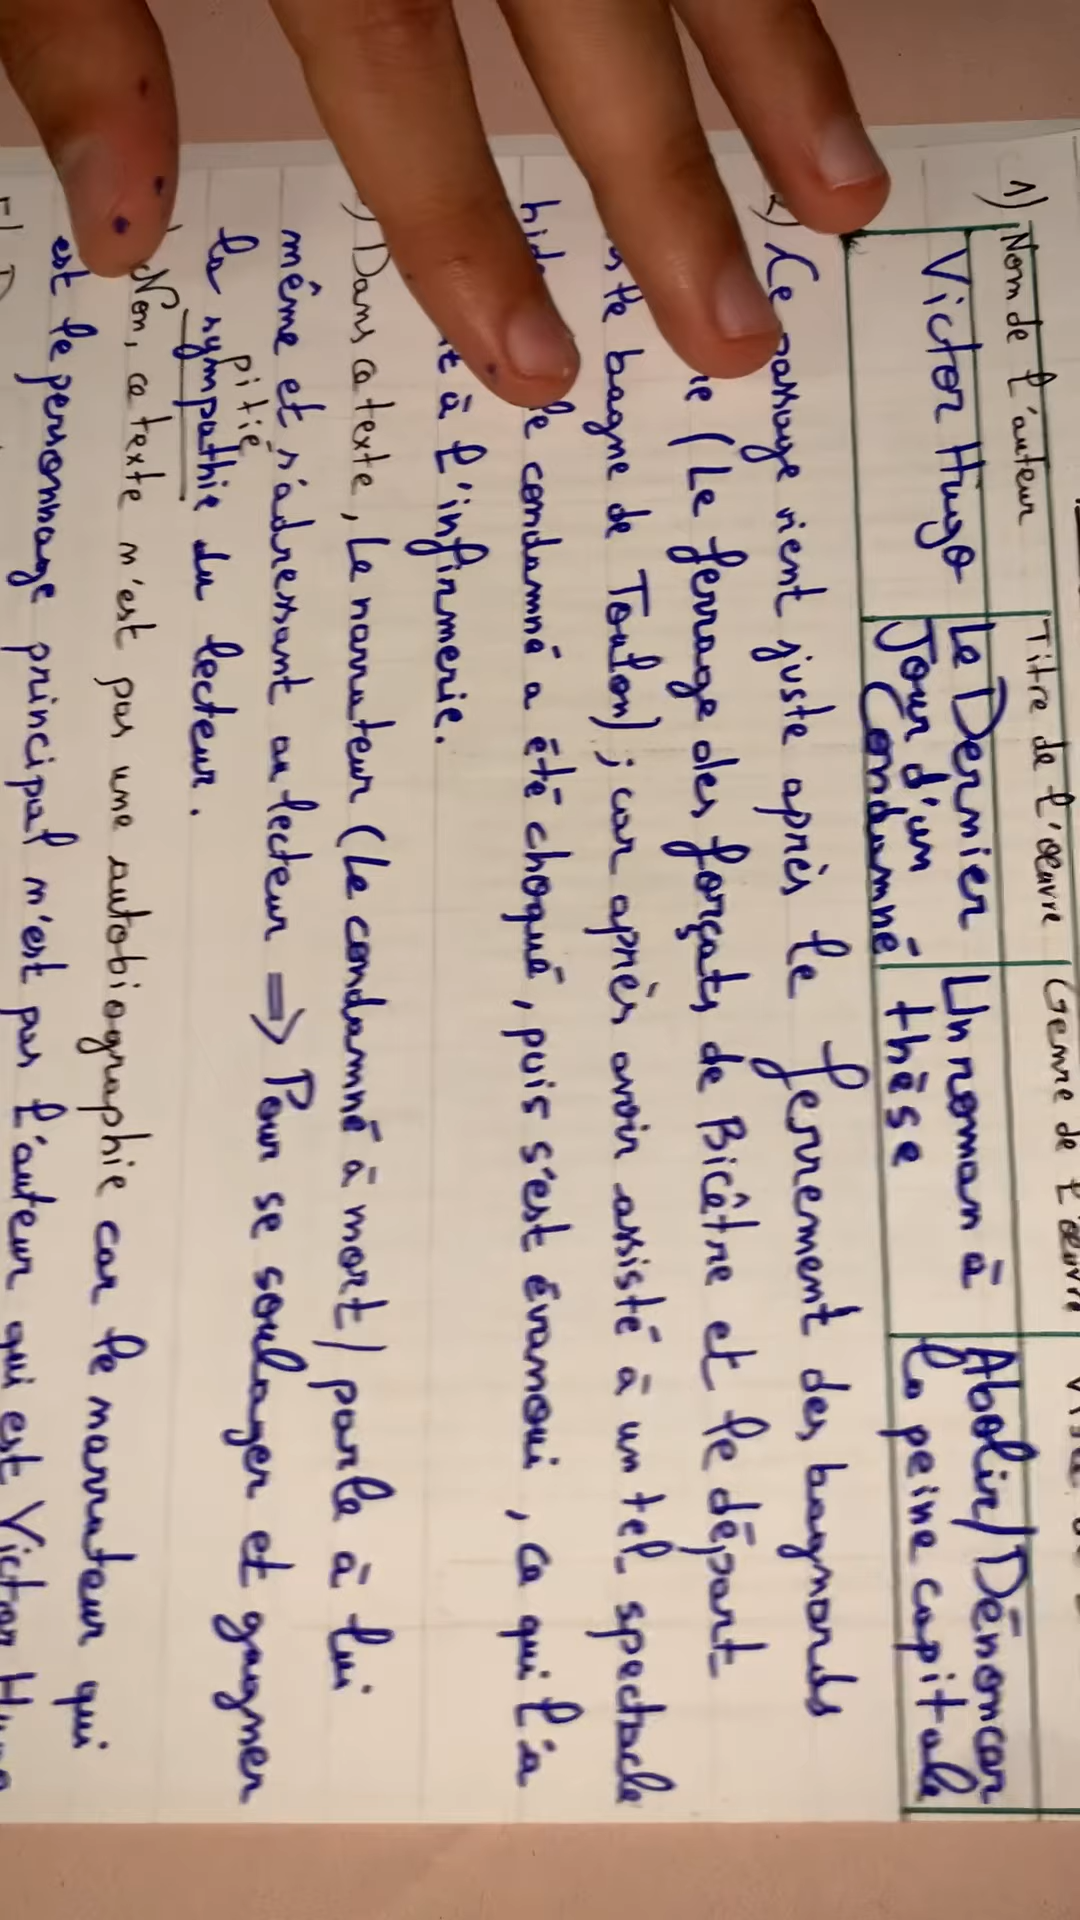 1) Nom de l'auteur Titre de l'œuvre Genre de l'œuvre
Victor Hugo Le Dernier Jour d'un Condamné Un roman à thèse Abolir/Dénoncer la peine capitale
Le passage vient juste après le ferrement des bagnards
(Le ferrage des forçats de Bicêtre et le départ
bagne de Toulon) ; car après avoir assisté à un tel spectacle
le condamné a été choqué, puis s'est évanoui, ce qui l'a
à l'infirmerie.
) Dans ce texte, le narrateur (le condamné à mort) parle à lui
même et s'adressant au lecteur => Pour se soulager et gagner
pitié
la sympathie du lecteur.
Non, ce texte n'est pas une autobiographie car le narrateur qui
est le personnage principal n'est pas l'auteur qui est Victor